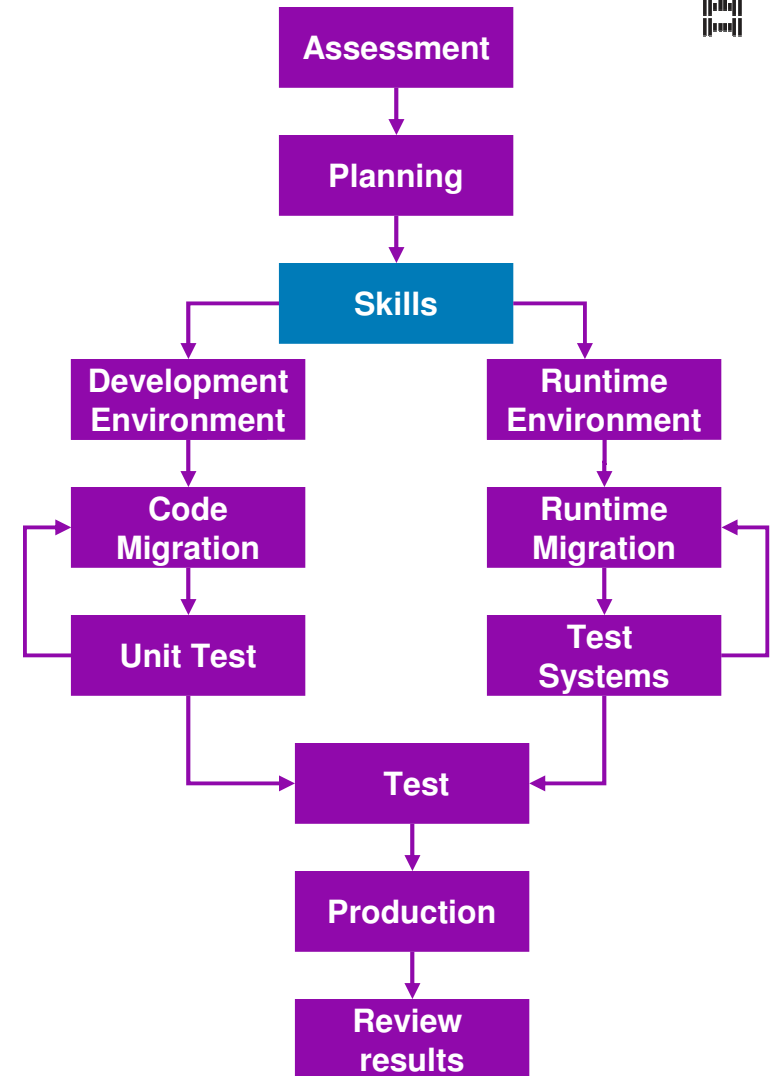 Assessment
Planning
Skills
Development
Environment
Runtime
Environment
Code
Migration
Runtime
Migration
Unit Test
Test
Systems
Test
Production
Review
results